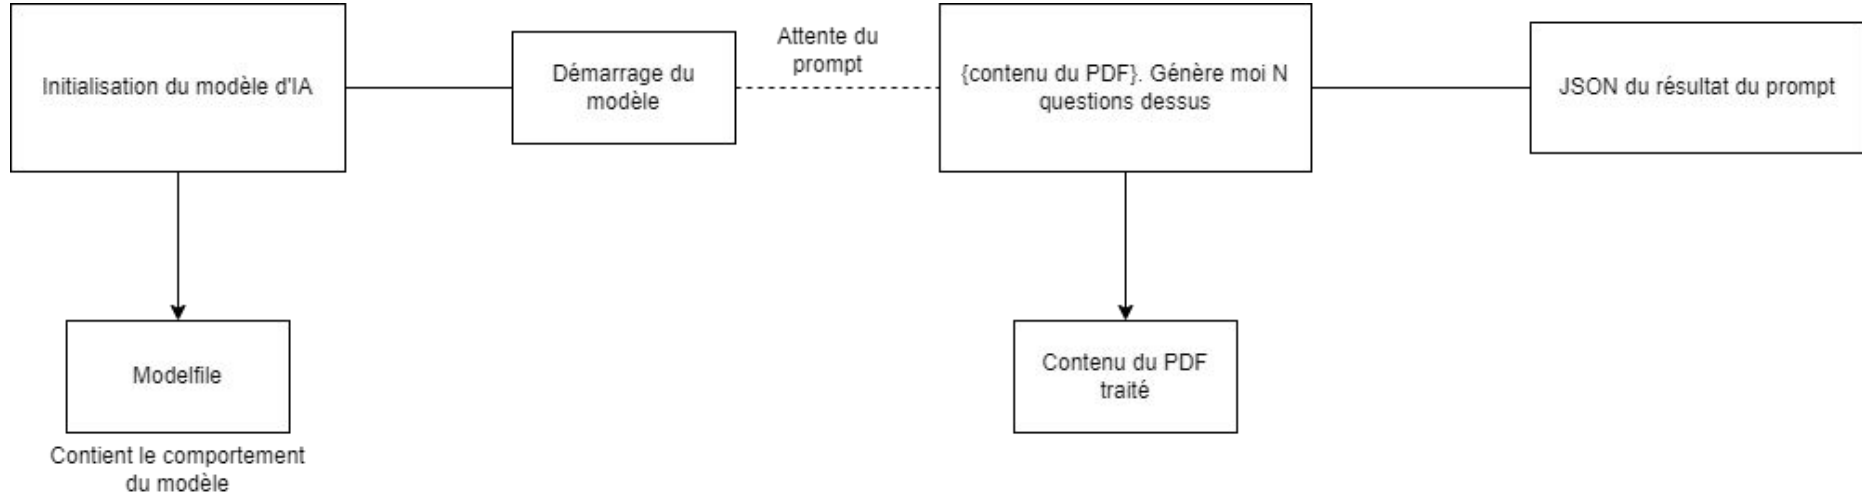 Initialisation du modèle d'IA
Démarrage du
modèle
Attente du
prompt
{contenu du PDF}. Génère moi N
questions dessus
JSON du résultat du prompt
Modelfile
Contient le comportement
du modèle
Contenu du PDF
traité